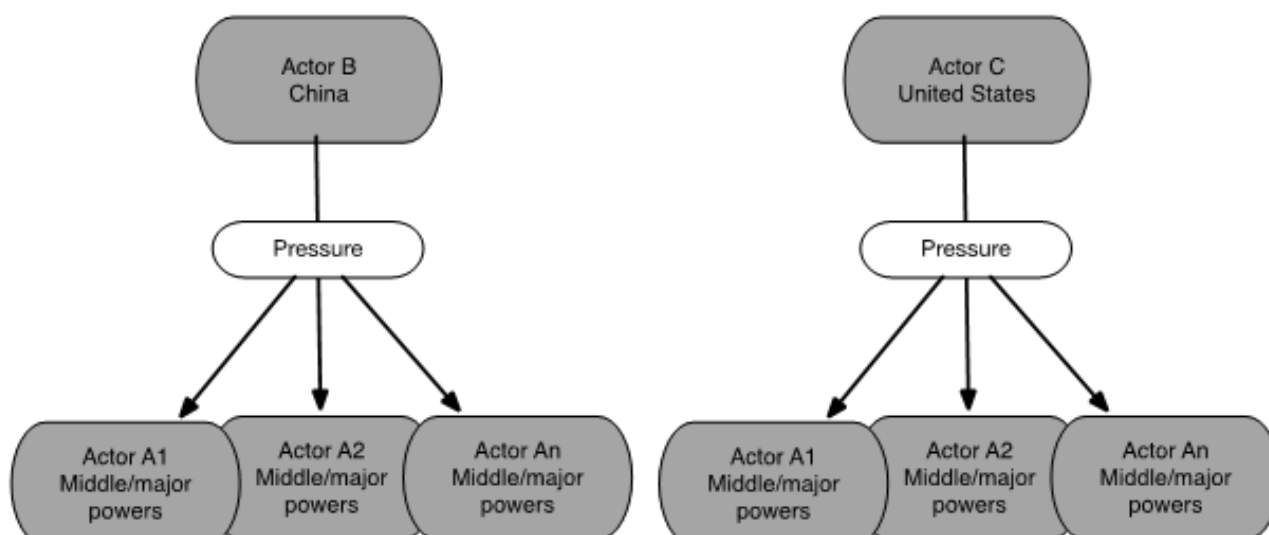 Actor B
China
Actor C
United States
Pressure
Pressure
Actor A1
Middle/major
powers
Actor A2
Middle/major
powers
Actor An
Middle/major
powers
Actor A1
Middle/major
powers
Actor A2
Middle/major
powers
Actor An
Middle/major
powers